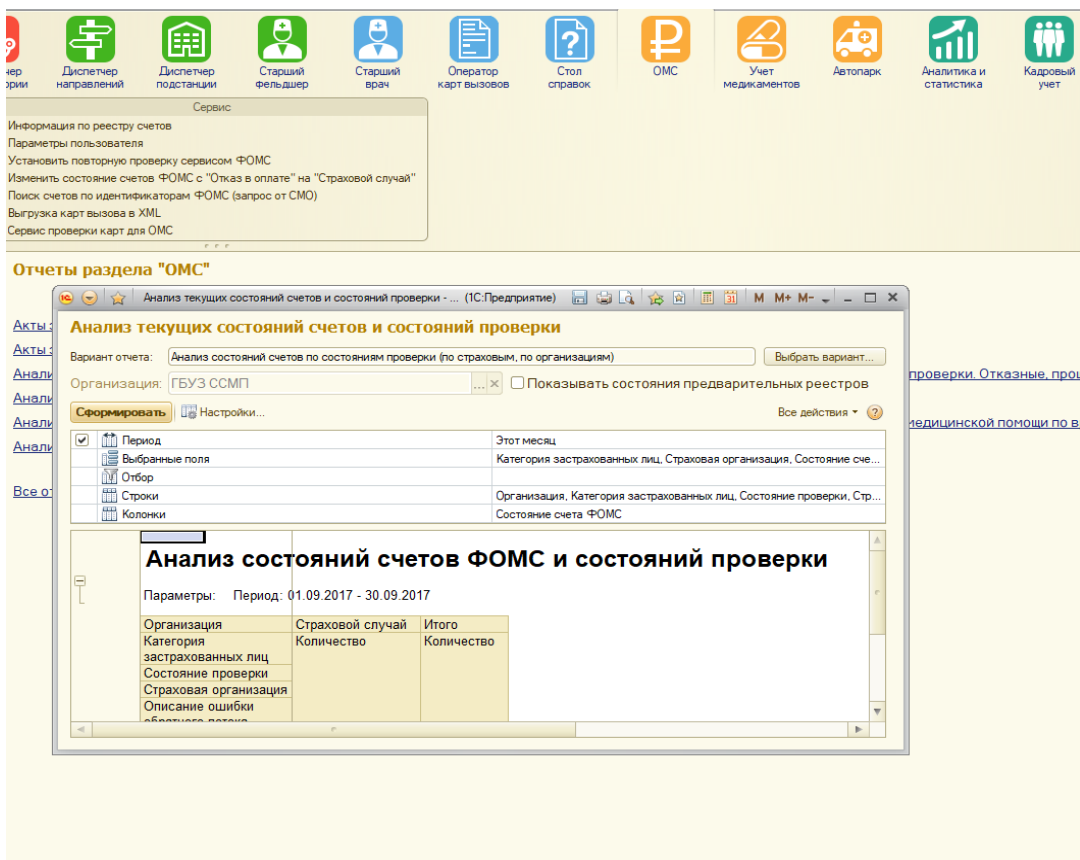 Диспетчер направлений
Диспетчер подстанции
Старший фельдшер
Старший врач
Оператор карт вызовов
Стол справок
ОМС
Учет медикаментов
Автопарк
Аналитика и статистика
Кадровый учет
Сервис
Информация по реестру счетов
Параметры пользователя
Установить повторную проверку сервисом ФОМС
Изменить состояние счетов ФОМС с "Отказ в оплате" на "Страховой случай"
Поиск счетов по идентификаторам ФОМС (запрос от СМО)
Выгрузка карт вызова в XML
Сервис проверки карт для ОМС
Отчеты раздела "ОМС"
Анализ текущих состояний счетов и состояний проверки - ... (1С:Предприятие)
M M+ M-
Акты
Анализ текущих состояний счетов и состояний проверки
Акты
Вариант отчета: Анализ состояний счетов по состояниям проверки (по страховым, по организациям) Выбрать вариант...
Организация: ГБУЗ ССМП ... Показывать состояния предварительных реестров
проверки. Отказные,
Сформировать Настройки... Все действия
медицинской помощи по
Период Этот месяц
Выбранные поля Категория застрахованных лиц, Страховая организация, Состояние сче...
Отбор
Строки Организация, Категория застрахованных лиц, Состояние проверки, Стр...
Колонки Состояние счета ФОМС
Анализ состояний счетов ФОМС и состояний проверки
Параметры: Период: 01.09.2017 - 30.09.2017
Организация Страховой случай Итого
Категория Количество Количество
застрахованных лиц
Состояние проверки
Страховая организация
Описание ошибки
обратного потока